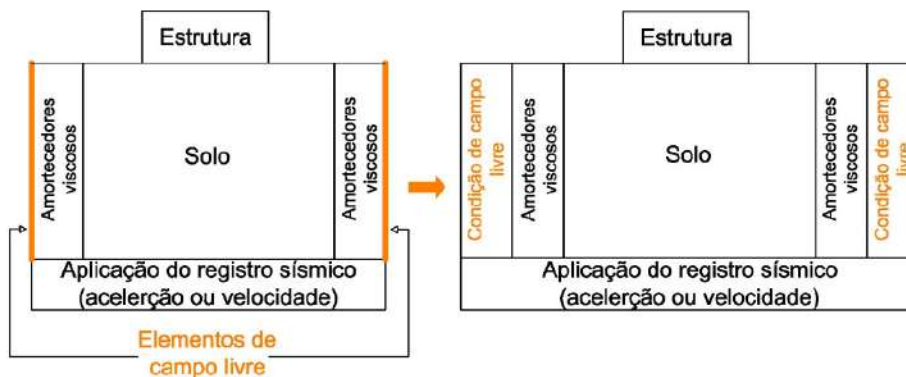 Estrutura
Amortecedores
viscosos
Solo
Amortecedores
viscosos
Aplicação do registro sísmico
(acelerção ou velocidade)
Elementos de
campo livre
Estrutura
Condição de campo
livre
Amortecedores
viscosos
Solo
Amortecedores
viscosos
Condição de campo
livre
Aplicação do registro sísmico
(acelerção ou velocidade)